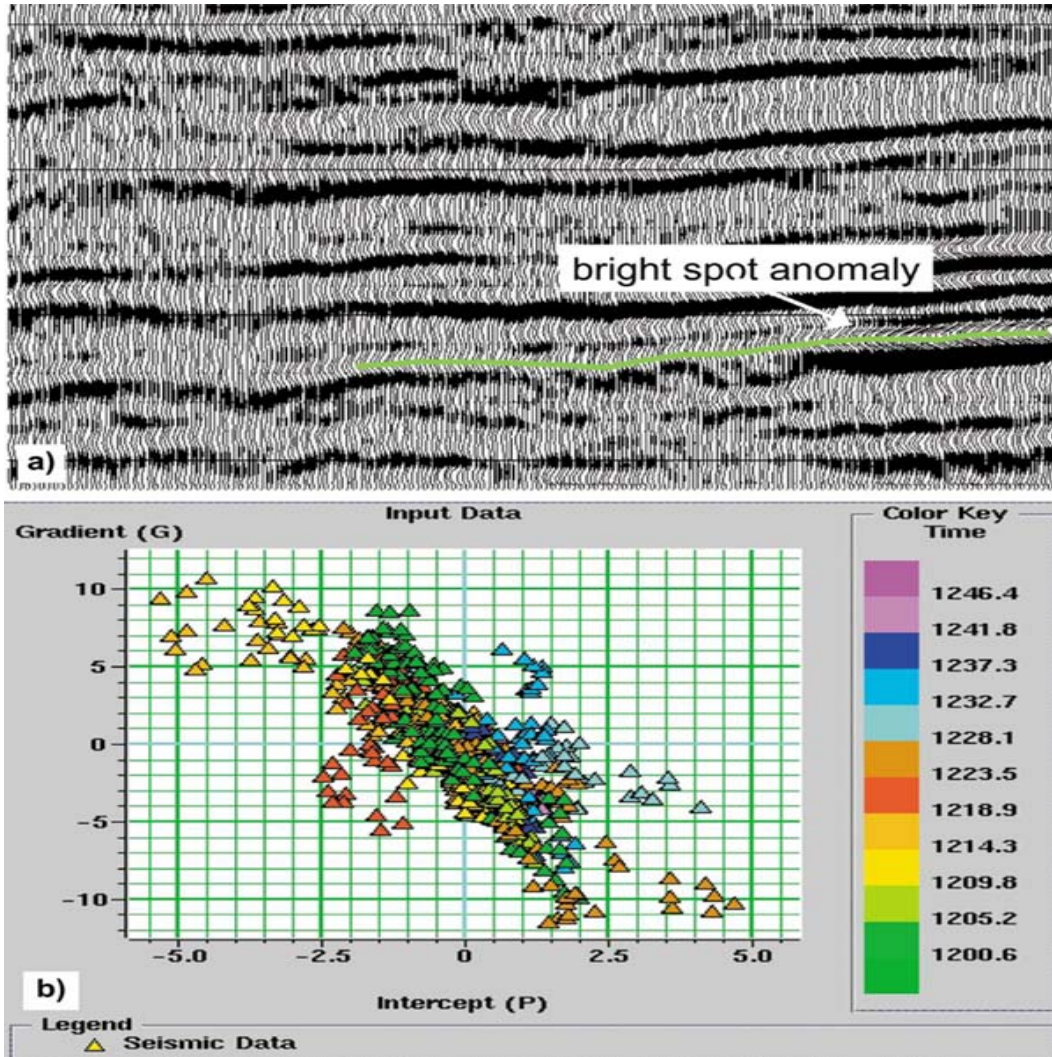 bright spot anomaly
a)
Input Data
Gradient (G)
10
5
0
-5
-10
-5.0 -2.5 0 2.5 5.0
Intercept (P)
b)
Legend
Seismic Data
Color Key
Time
1246.4
1241.8
1237.3
1232.7
1228.1
1223.5
1218.9
1214.3
1209.8
1205.2
1200.6